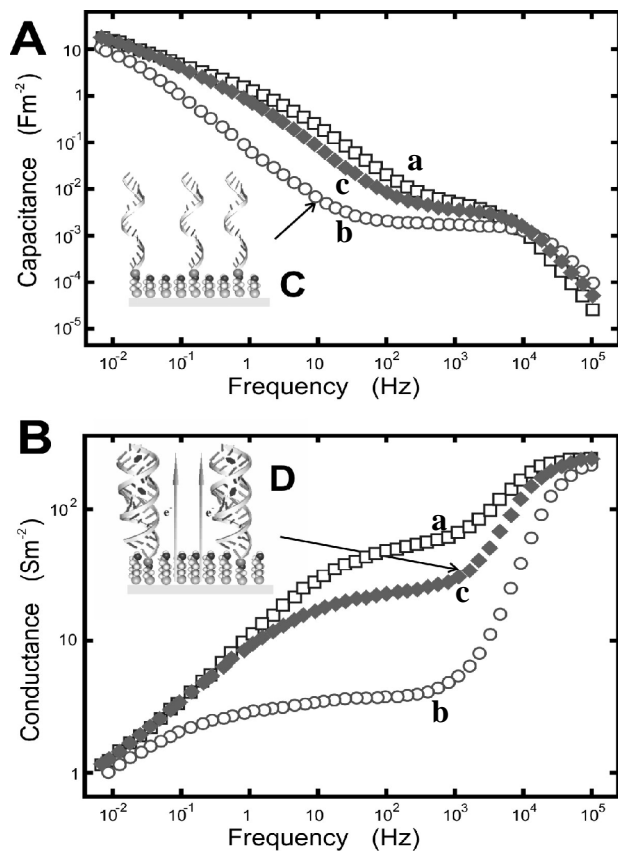 A
Capacitance (Fm⁻²)
10
1
10⁻¹
10⁻²
10⁻³
10⁻⁴
10⁻⁵
a
c
b
C
10⁻² 10⁻¹ 1 10 10² 10³ 10⁴ 10⁵
Frequency (Hz)
B
Conductance (Sm⁻²)
10²
10
1
D
e⁻
a
c
b
10⁻² 10⁻¹ 1 10 10² 10³ 10⁴ 10⁵
Frequency (Hz)